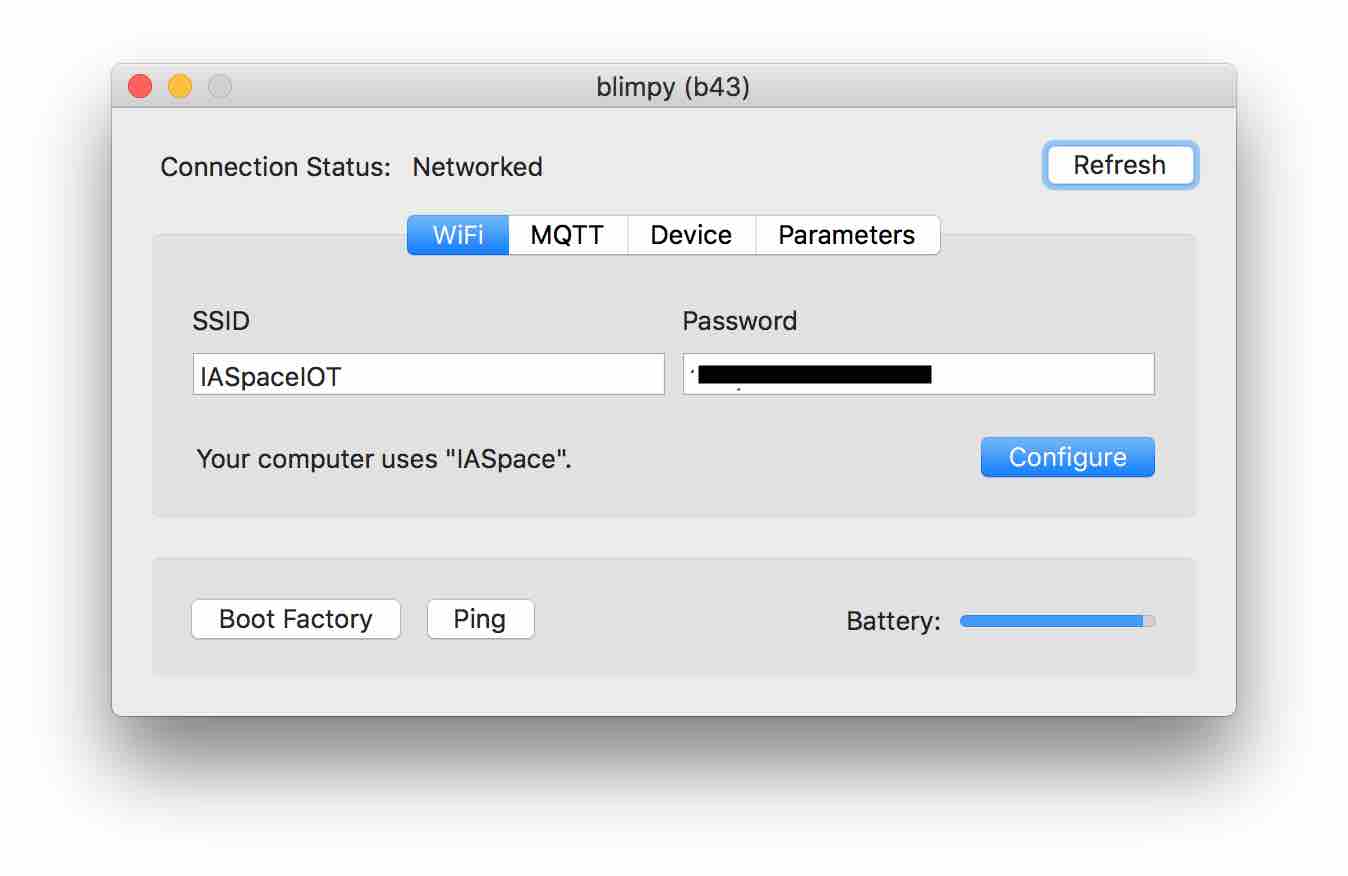 blimpy (b43)
Connection Status: Networked
Refresh
WiFi MQTT Device Parameters
SSID Password
IASpaceIOT
Your computer uses "IASpace".
Configure
Boot Factory Ping Battery: